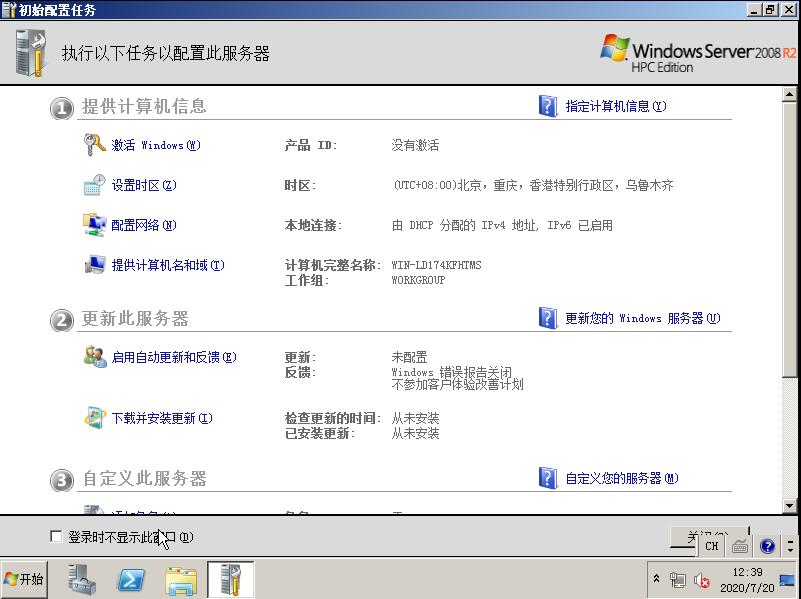 初始配置任务
执行以下任务以配置此服务器
Windows Server 2008 R2
HPC Edition
1 提供计算机信息
指定计算机信息(Y)
激活 Windows(W)
产品 ID: 没有激活
设置时区(Z)
时区: (UTC+08:00)北京，重庆，香港特别行政区，乌鲁木齐
配置网络(N)
本地连接: 由 DHCP 分配的 IPv4 地址, IPv6 已启用
提供计算机名和域(T)
计算机完整名称: WIN-LD174KFHTMS
工作组: WORKGROUP
2 更新此服务器
更新您的 Windows 服务器(U)
启用自动更新和反馈(E)
更新: 未配置
反馈: Windows 错误报告关闭
不参加客户体验改善计划
下载并安装更新(I)
检查更新的时间: 从未安装
已安装更新: 从未安装
3 自定义此服务器
自定义您的服务器(M)
登录时不显示此窗口(D)
CH
开始
12:39
2020/7/20